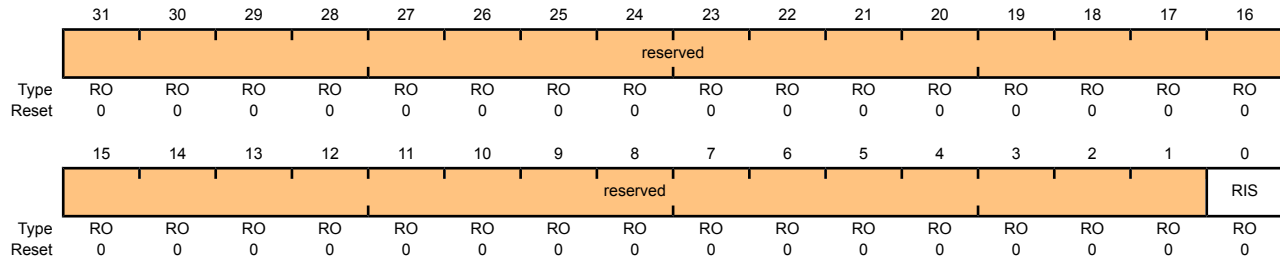 31 30 29 28 27 26 25 24 23 22 21 20 19 18 17 16
reserved
Type RO RO RO RO RO RO RO RO RO RO RO RO RO RO RO RO
Reset 0 0 0 0 0 0 0 0 0 0 0 0 0 0 0 0
15 14 13 12 11 10 9 8 7 6 5 4 3 2 1 0
reserved RIS
Type RO RO RO RO RO RO RO RO RO RO RO RO RO RO RO RO
Reset 0 0 0 0 0 0 0 0 0 0 0 0 0 0 0 0